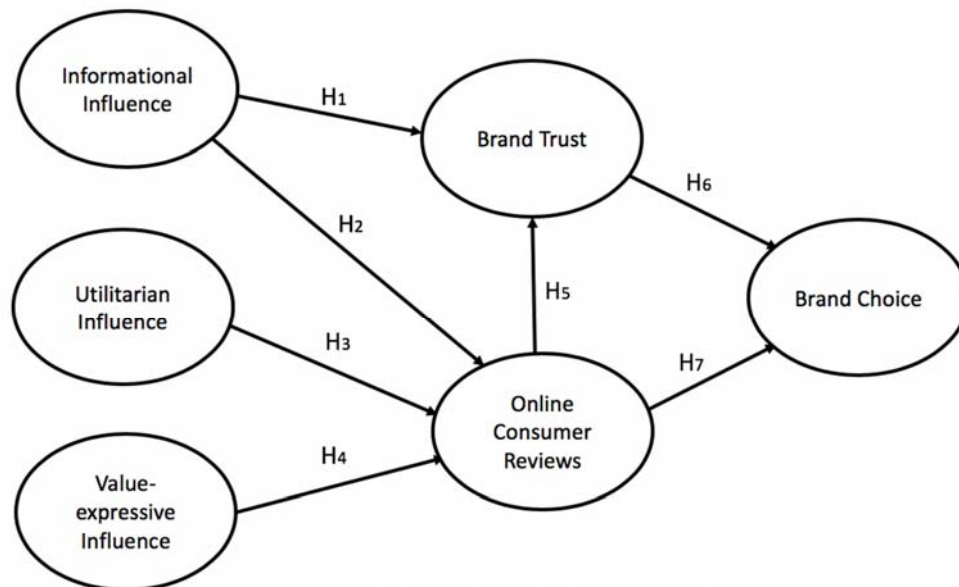 Informational
Influence
H1
Brand Trust
H2
H6
Utilitarian
Influence
H5
Brand Choice
H3
H7
Online
Consumer
Reviews
H4
Value-
expressive
Influence